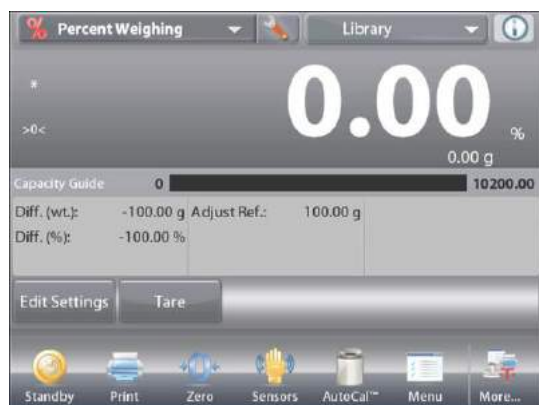 % Percent Weighing Library i
*
0.00 %
>0<
0.00 g
Capacity Guide 0 10200.00
Diff. (wt.): -100.00 g Adjust Ref.: 100.00 g
Diff. (%): -100.00 %
Edit Settings Tare
Standby Print Zero Sensors AutoCal™ Menu More...